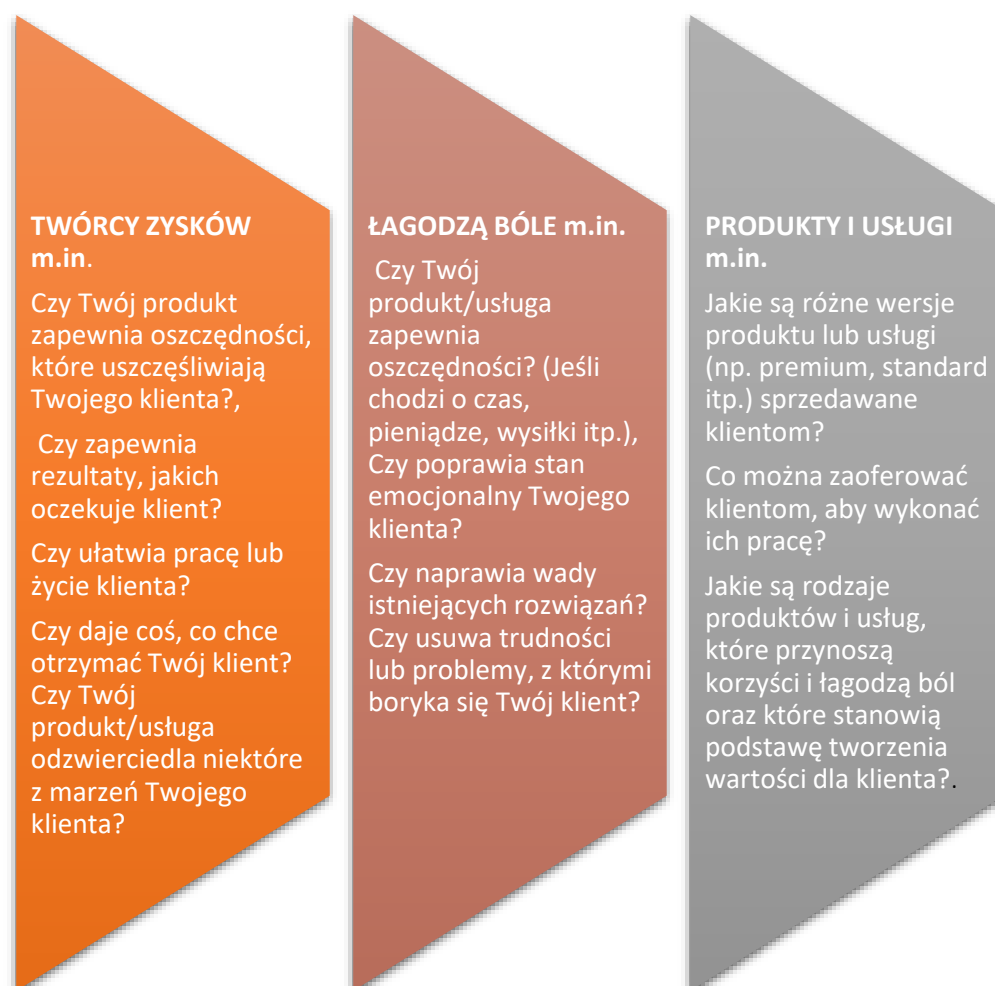 TWÓRCY ZYSKÓW
m.in.
Czy Twój produkt
zapewnia oszczędności,
które uszczęśliwiają
Twojego klienta?,
Czy zapewnia
rezultaty, jakich
oczekuje klient?
Czy ułatwia pracę lub
życie klienta?
Czy daje coś, co chce
otrzymać Twój klient?
Czy Twój
produkt/usługa
odzwierciedla niektóre
z marzeń Twojego
klienta?
ŁAGODZĄ BÓLE m.in.
Czy Twój
produkt/usługa
zapewnia
oszczędności? (Jeśli
chodzi o czas,
pieniądze, wysiłki itp.),
Czy poprawia stan
emocjonalny Twojego
klienta?
Czy naprawia wady
istniejących rozwiązań?
Czy usuwa trudności
lub problemy, z którymi
boryka się Twój klient?
PRODUKTY I USŁUGI
m.in.
Jakie są różne wersje
produktu lub usługi
(np. premium, standard
itp.) sprzedawane
klientom?
Co można zaoferować
klientom, aby wykonać
ich pracę?
Jakie są rodzaje
produktów i usług,
które przynoszą
korzyści i łagodzą ból
oraz które stanowią
podstawę tworzenia
wartości dla klienta?.